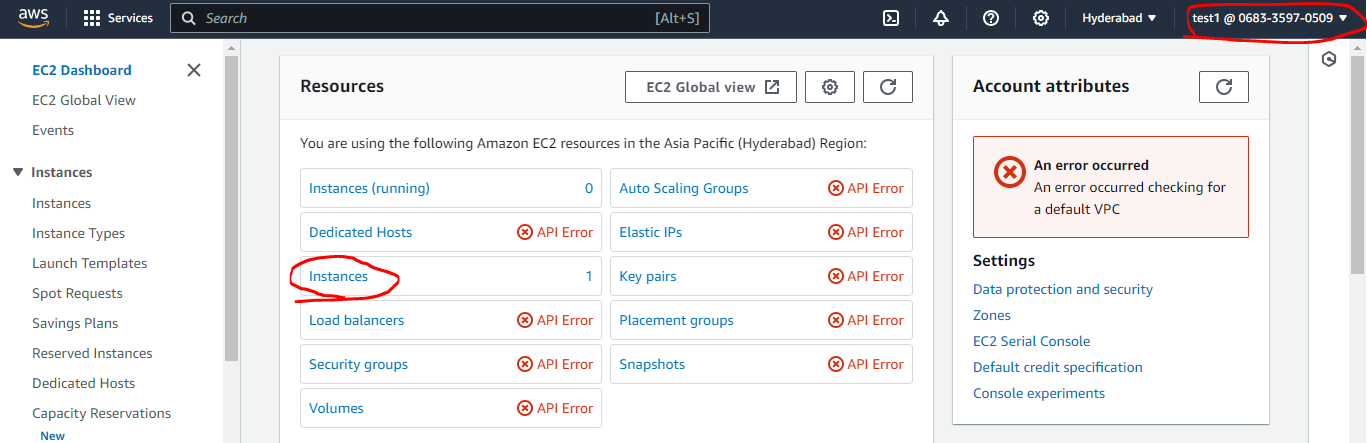 aws Services Search [Alt+S] Hyderabad test1 @ 0683-3597-0509
EC2 Dashboard
EC2 Global View
Events
Instances
Instances
Instance Types
Launch Templates
Spot Requests
Savings Plans
Reserved Instances
Dedicated Hosts
Capacity Reservations
New
Resources
EC2 Global view
You are using the following Amazon EC2 resources in the Asia Pacific (Hyderabad) Region:
Instances (running) 0
Auto Scaling Groups API Error
Dedicated Hosts API Error
Elastic IPs API Error
Instances 1
Key pairs API Error
Load balancers API Error
Placement groups API Error
Security groups API Error
Snapshots API Error
Volumes API Error
Account attributes
An error occurred
An error occurred checking for
a default VPC
Settings
Data protection and security
Zones
EC2 Serial Console
Default credit specification
Console experiments